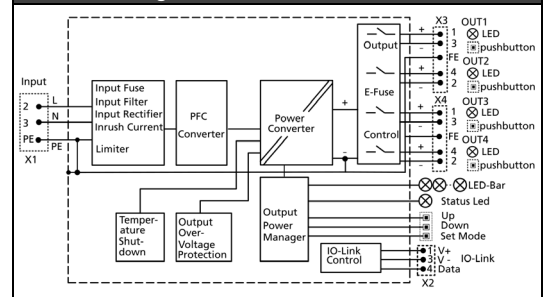 X3
OUT1
+
1
LED
-
3
pushbutton
FE
OUT2
+
4
LED
-
2
pushbutton
X4
OUT3
+
1
LED
-
3
pushbutton
FE
OUT4
+
4
LED
-
2
pushbutton
Output
E-Fuse
Control
Input
2
L
3
N
PE
PE
X1
Input Fuse
Input Filter
Input Rectifier
Inrush Current
Limiter
PFC
Converter
Power
Converter
+
-
Temper-
ature
Shut-
down
Output
Over-
Voltage
Protection
Output
Power
Manager
LED-Bar
Status Led
Up
Down
Set Mode
IO-Link
Control
1 V+
3 V - IO-Link
4 Data
X2